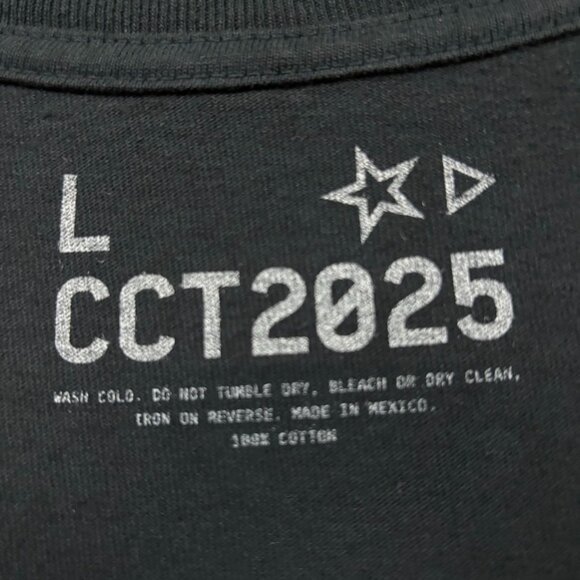 L
CCT2025
WASH COLD. DO NOT TUMBLE DRY, BLEACH OR DRY CLEAN.
IRON ON REVERSE. MADE IN MEXICO.
100% COTTON